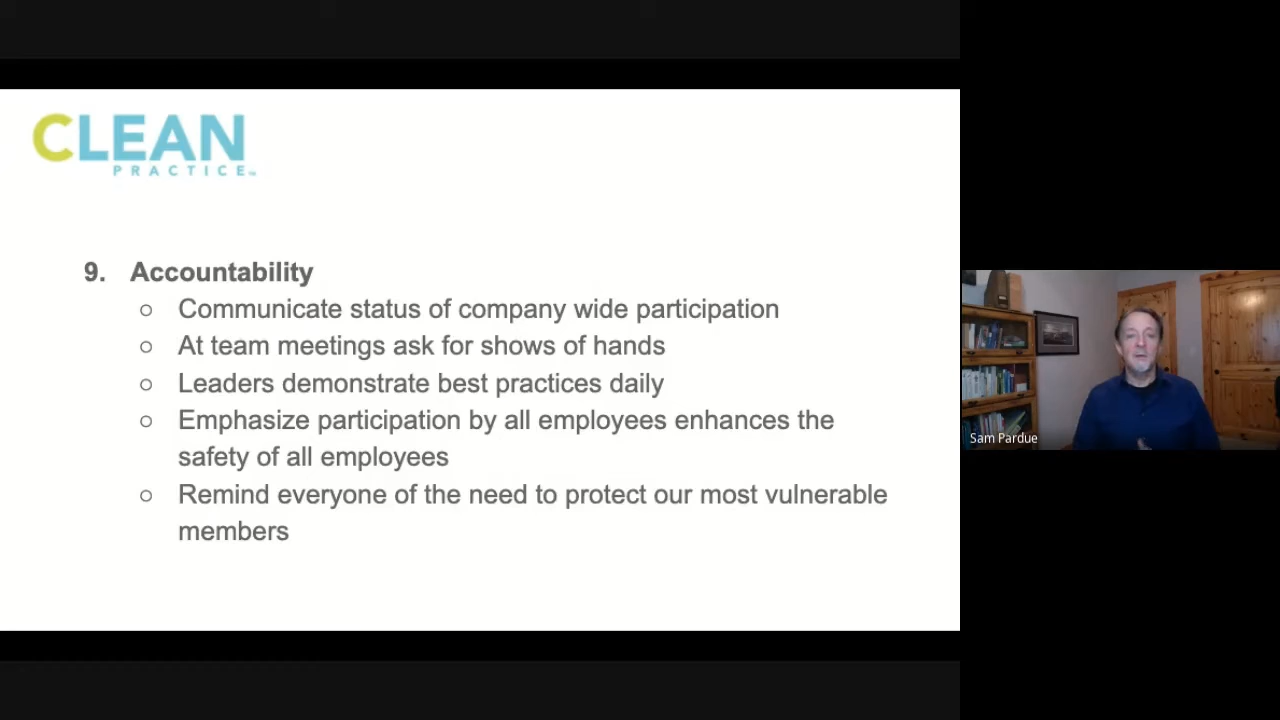 CLEAN
PRACTICE™
9. Accountability
○ Communicate status of company wide participation
○ At team meetings ask for shows of hands
○ Leaders demonstrate best practices daily
○ Emphasize participation by all employees enhances the
safety of all employees
○ Remind everyone of the need to protect our most vulnerable
members
Sam Pardue